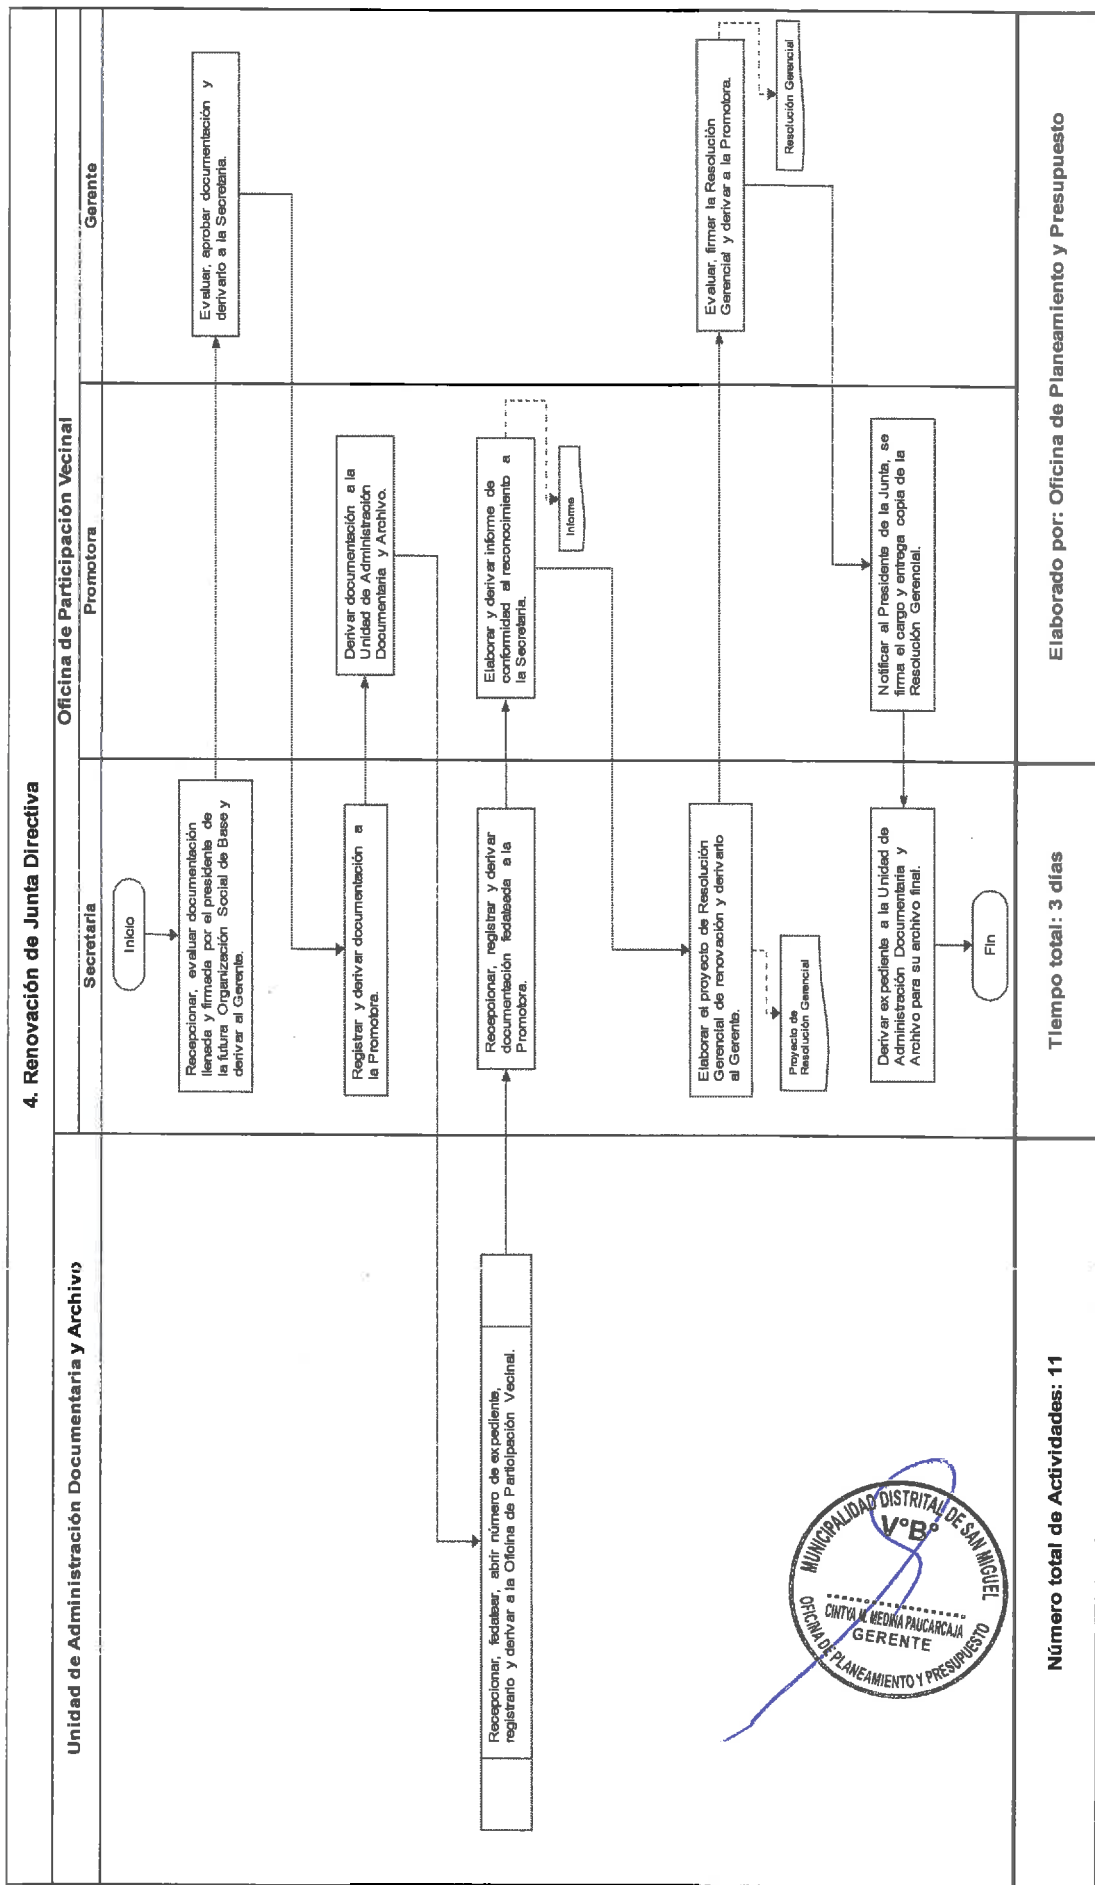 4. Renovación de Junta Directiva
Unidad de Administración Documentaria y Archivo
Oficina de Participación Vecinal
Secretaria
Promotora
Gerente
Inicio
Recepcionar, evaluar documentación
llenada y firmada por el presidente de
la futura Organización Social de Base y
derivar al Gerente.
Evaluar, aprobar documentación y
derivarlo a la Secretaria.
Registrar y derivar documentación a
la Promotora.
Derivar documentación a la
Unidad de Administración
Documentaria y Archivo.
Recepcionar, fedatear, abrir número de expediente,
registrarlo y derivar a la Oficina de Participación Vecinal.
Recepcionar, registrar y derivar
documentación fedateada a la
Promotora.
Elaborar y derivar informe de
conformidad al reconocimiento a
la Secretaria.
Informe
Elaborar el proyecto de Resolución
Gerencial de renovación y derivarlo
al Gerente.
Proyecto de
Resolución Gerencial
Evaluar, firmar la Resolución
Gerencial y derivar a la Promotora.
Resolución Gerencial
Notificar al Presidente de la Junta, se
firma el cargo y entrega copia de la
Resolución Gerencial.
Derivar expediente a la Unidad de
Administración Documentaria y
Archivo para su archivo final.
Fin
MUNICIPALIDAD DISTRITAL DE SAN MIGUEL
V°B°
CINTYA M. MEDINA PAUCARCAJA
GERENTE
OFICINA DE PLANEAMIENTO Y PRESUPUESTO
Número total de Actividades: 11
Tiempo total: 3 días
Elaborado por: Oficina de Planeamiento y Presupuesto